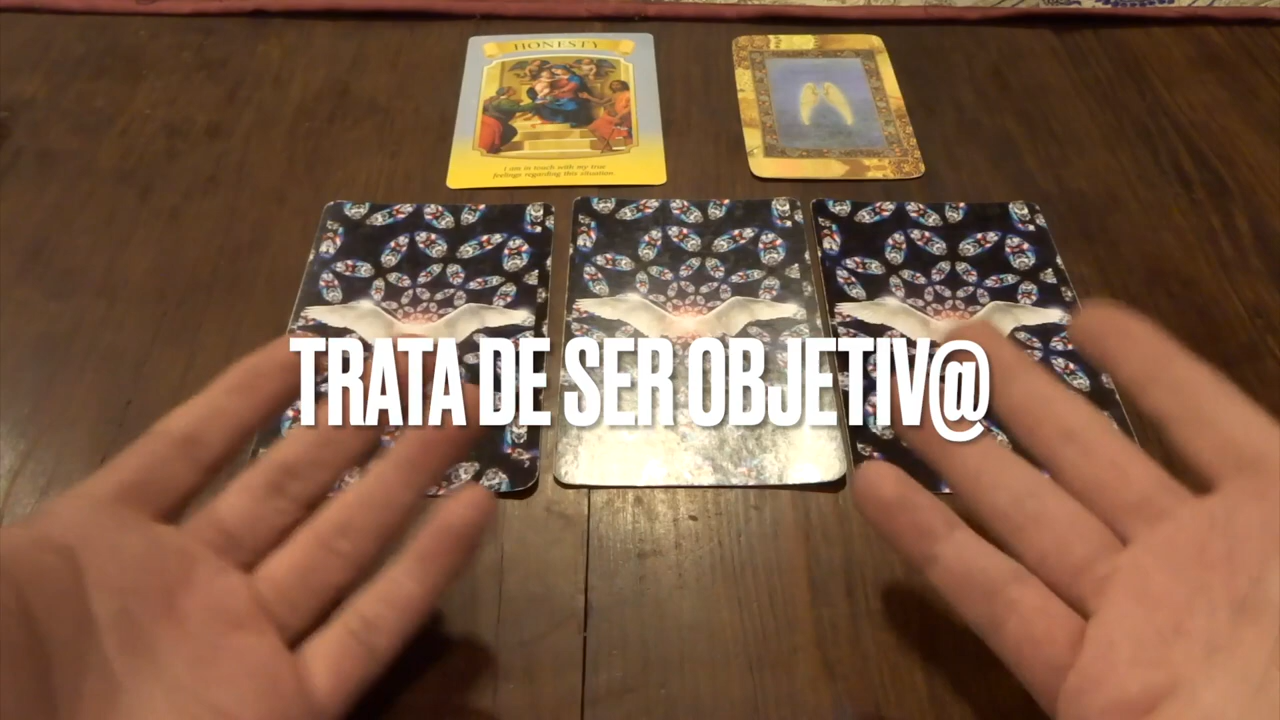 HONESTY
I am in touch with my true
feelings regarding this situation
TRATA DE SER OBJETIV@